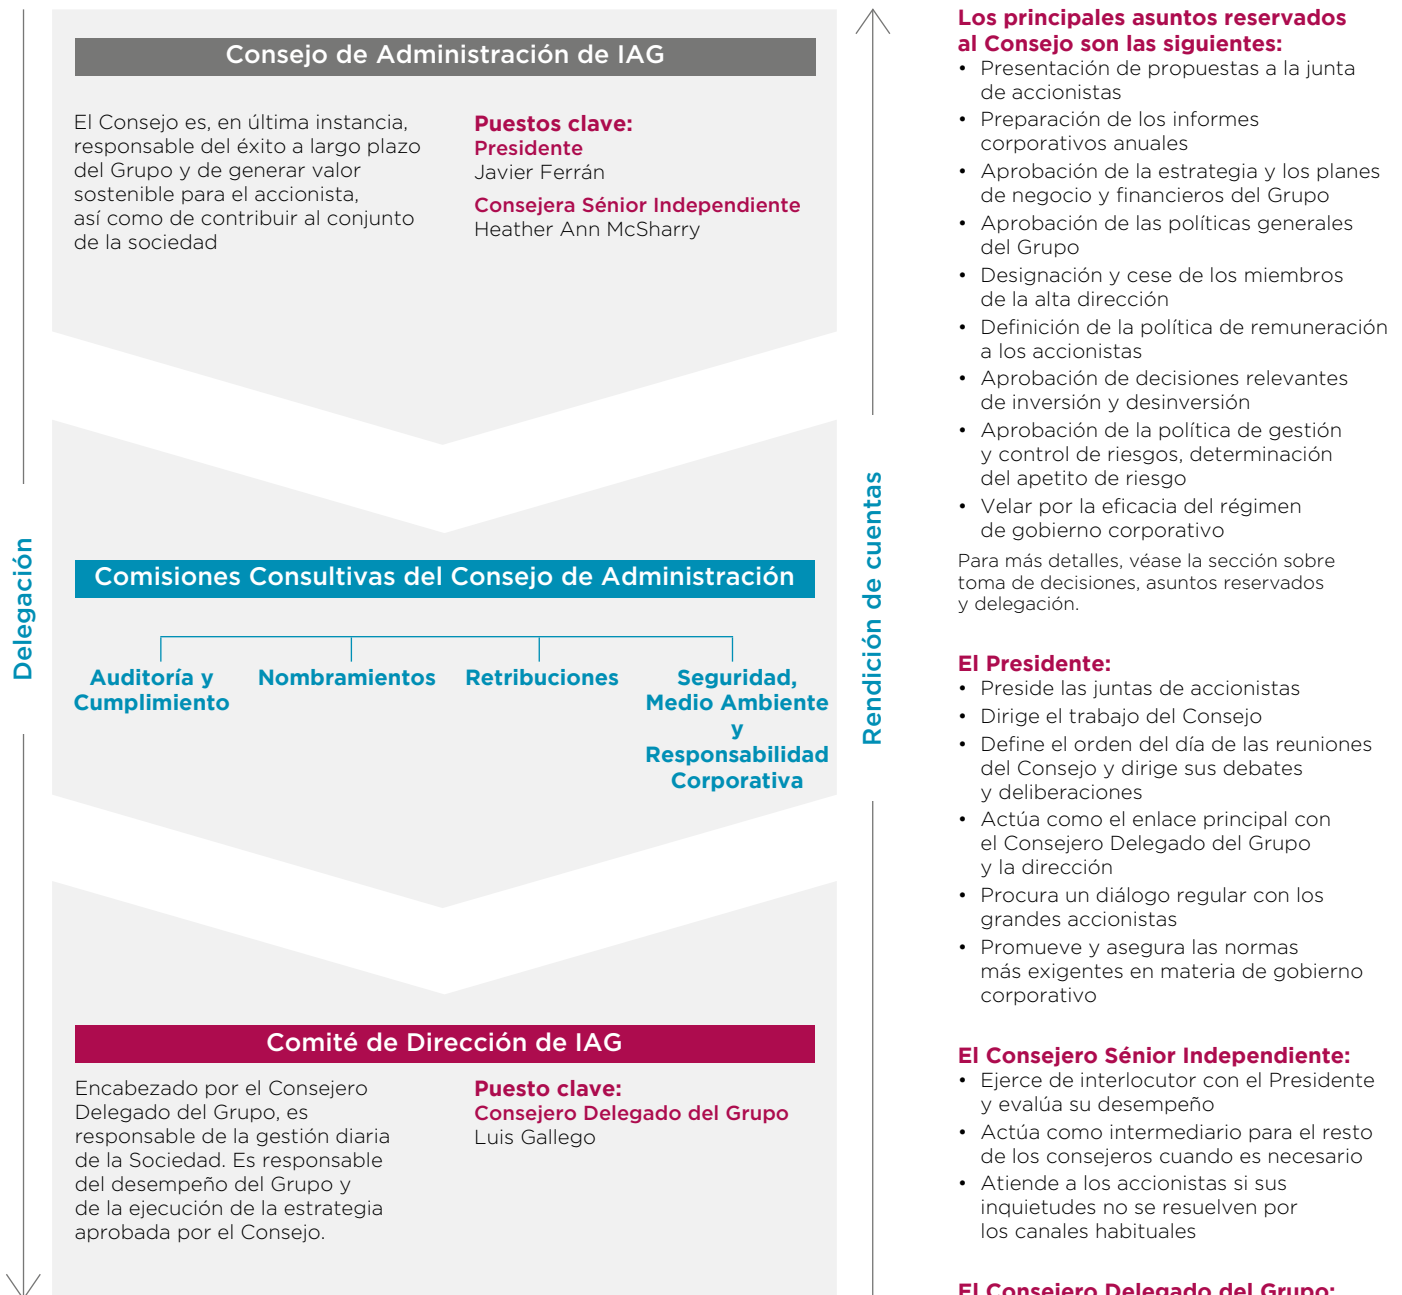 Consejo de Administración de IAG
El Consejo es, en última instancia,
responsable del éxito a largo plazo
del Grupo y de generar valor
sostenible para el accionista,
así como de contribuir al conjunto
de la sociedad
Puestos clave:
Presidente
Javier Ferrán
Consejera Sénior Independiente
Heather Ann McSharry
Delegación
Comisiones Consultivas del Consejo de Administración
Auditoría y
Cumplimiento
Nombramientos
Retribuciones
Seguridad,
Medio Ambiente
y
Responsabilidad
Corporativa
Rendición de cuentas
Comité de Dirección de IAG
Encabezado por el Consejero
Delegado del Grupo, es
responsable de la gestión diaria
de la Sociedad. Es responsable
del desempeño del Grupo y
de la ejecución de la estrategia
aprobada por el Consejo.
Puesto clave:
Consejero Delegado del Grupo
Luis Gallego
Los principales asuntos reservados
al Consejo son las siguientes:
• Presentación de propuestas a la junta
de accionistas
• Preparación de los informes
corporativos anuales
• Aprobación de la estrategia y los planes
de negocio y financieros del Grupo
• Aprobación de las políticas generales
del Grupo
• Designación y cese de los miembros
de la alta dirección
• Definición de la política de remuneración
a los accionistas
• Aprobación de decisiones relevantes
de inversión y desinversión
• Aprobación de la política de gestión
y control de riesgos, determinación
del apetito de riesgo
• Velar por la eficacia del régimen
de gobierno corporativo
Para más detalles, véase la sección sobre
toma de decisiones, asuntos reservados
y delegación.
El Presidente:
• Preside las juntas de accionistas
• Dirige el trabajo del Consejo
• Define el orden del día de las reuniones
del Consejo y dirige sus debates
y deliberaciones
• Actúa como el enlace principal con
el Consejero Delegado del Grupo
y la dirección
• Procura un diálogo regular con los
grandes accionistas
• Promueve y asegura las normas
más exigentes en materia de gobierno
corporativo
El Consejero Sénior Independiente:
• Ejerce de interlocutor con el Presidente
y evalúa su desempeño
• Actúa como intermediario para el resto
de los consejeros cuando es necesario
• Atiende a los accionistas si sus
inquietudes no se resuelven por
los canales habituales
El Consejero Delegado del Grupo: